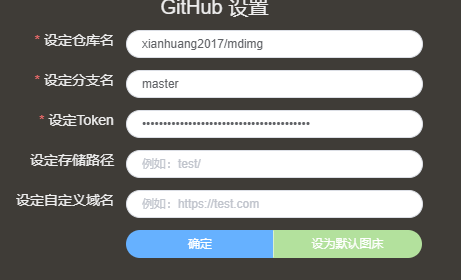 GitHub 设置
* 设定仓库名 xianhuang2017/mdimg
* 设定分支名 master
* 设定Token ••••••••••••••••••••••••••••••••••••••••
设定存储路径 例如：test/
设定自定义域名 例如：https://test.com
确定 设为默认图床